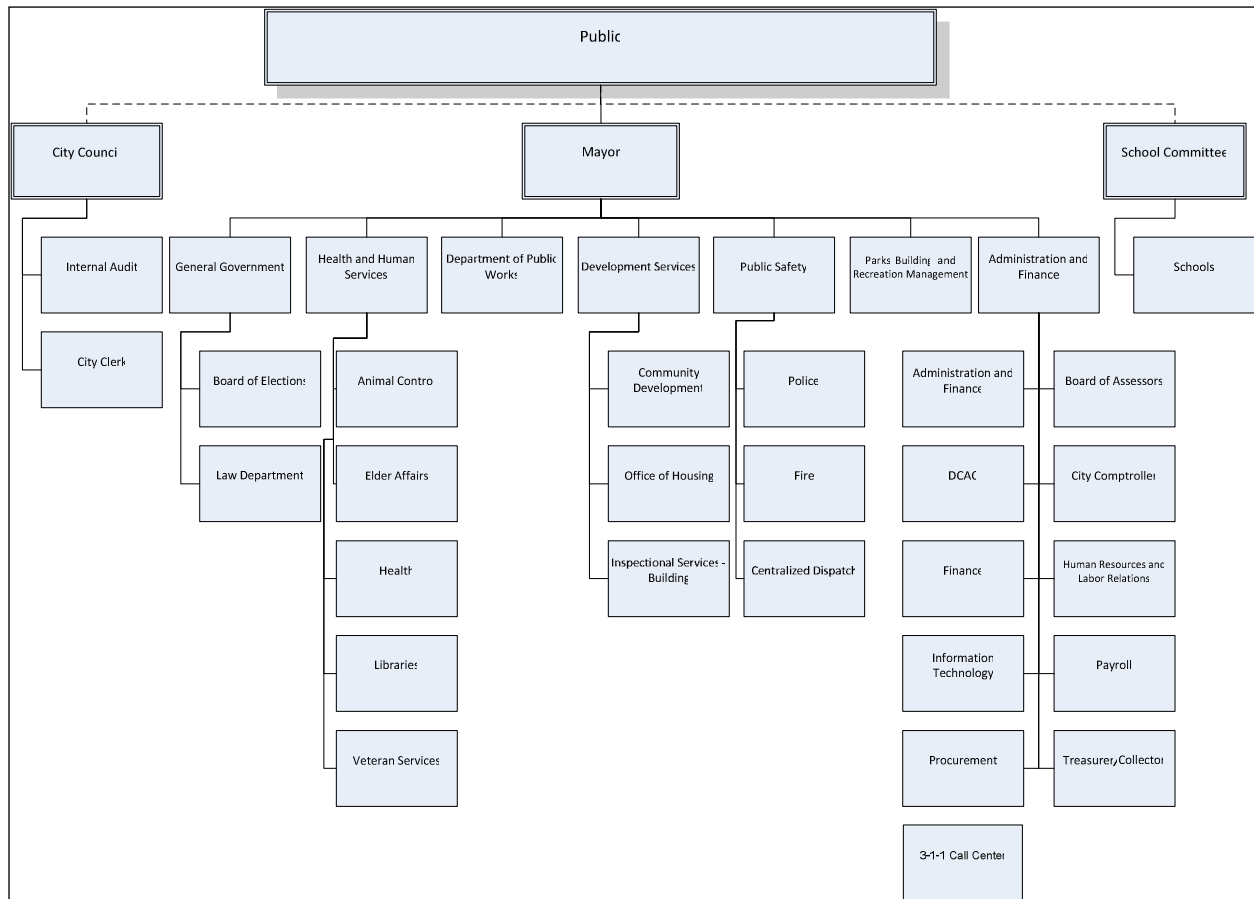 Public
City Counci
Mayor
School Committee
Internal Audit
General Government
Health and Human
Services
Department of Public
Works
Development Services
Public Safety
Parks Building and
Recreation Management
Administration and
Finance
Schools
City Clerk
Board of Elections
Animal Contro
Community
Development
Police
Administration and
Finance
Board of Assessors
Law Department
Elder Affairs
Office of Housing
Fire
DCAC
City Comptroller
Health
Inspectional Services -
Building
Centralized Dispatch
Finance
Human Resources and
Labor Relations
Libraries
Information
Technology
Payroll
Veteran Services
Procurement
Treasurer/Collector
3-1-1 Call Center